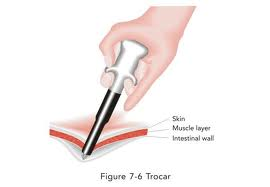 Skin
Muscle layer
Intestinal wall
Figure 7-6 Trocar